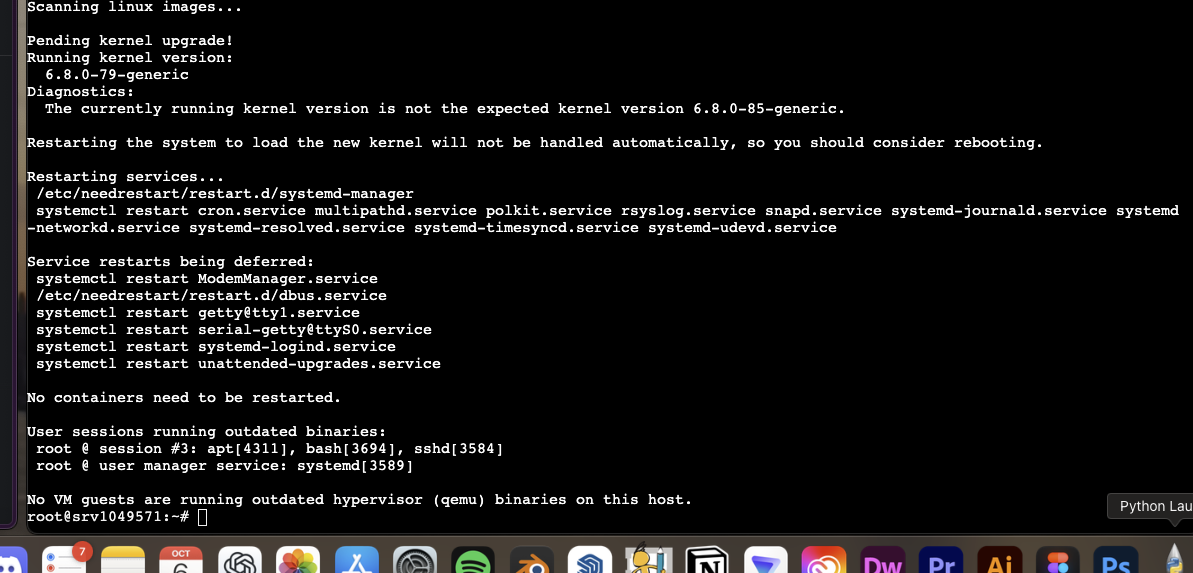 Scanning linux images...
Pending kernel upgrade!
Running kernel version:
6.8.0-79-generic
Diagnostics:
The currently running kernel version is not the expected kernel version 6.8.0-85-generic.
Restarting the system to load the new kernel will not be handled automatically, so you should consider rebooting.
Restarting services...
/etc/needrestart/restart.d/systemd-manager
systemctl restart cron.service multipathd.service polkit.service rsyslog.service snapd.service systemd-journald.service systemd
-networkd.service systemd-resolved.service systemd-timesyncd.service systemd-udevd.service
Service restarts being deferred:
systemctl restart ModemManager.service
/etc/needrestart/restart.d/dbus.service
systemctl restart getty@tty1.service
systemctl restart serial-getty@ttyS0.service
systemctl restart systemd-logind.service
systemctl restart unattended-upgrades.service
No containers need to be restarted.
User sessions running outdated binaries:
root @ session #3: apt[4311], bash[3694], sshd[3584]
root @ user manager service: systemd[3589]
No VM guests are running outdated hypervisor (qemu) binaries on this host.
root@srv1049571:~#
Python Lau
7
OCT
6
N
Dw
Pr
Ai
Ps